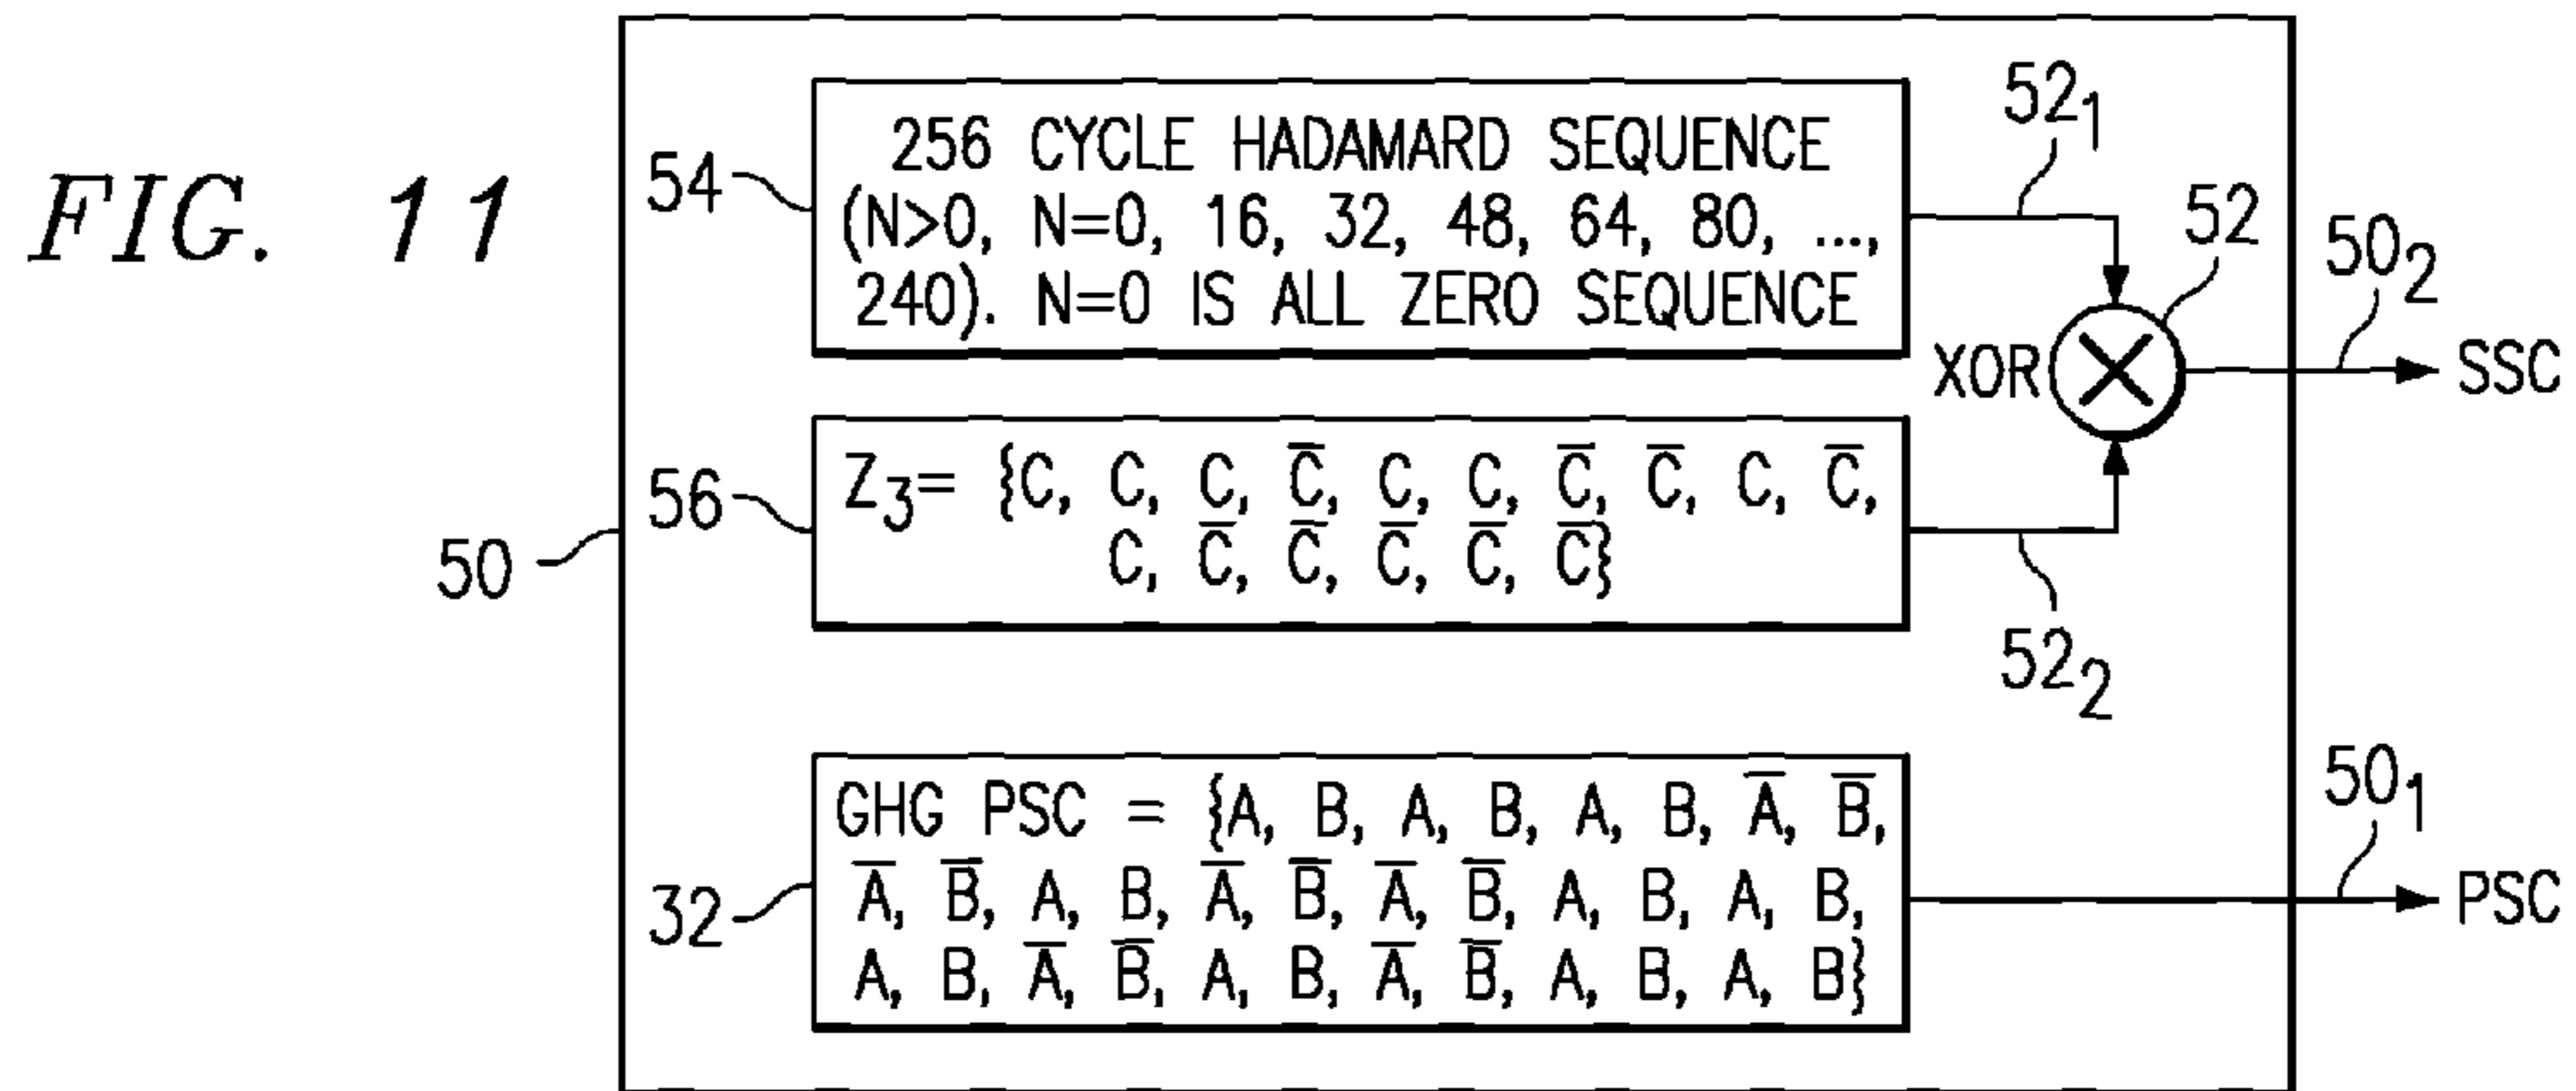 FIG. 11
50
54
256 CYCLE HADAMARD SEQUENCE
(N>0, N=0, 16, 32, 48, 64, 80, ...,
240). N=0 IS ALL ZERO SEQUENCE
52₁
52
XOR
50₂
SSC
56
Z₃= {C, C, C, C̅, C, C, C̅, C̅, C, C̅,
C, C̅, C̅, C̅, C̅, C̅}
52₂
32
GHG PSC = {A, B, A, B, A, B, A̅, B̅,
A̅, B̅, A, B, A̅, B̅, A̅, B̅, A, B, A, B,
A, B, A̅, B̅, A, B, A̅, B̅, A, B, A, B}
50₁
PSC